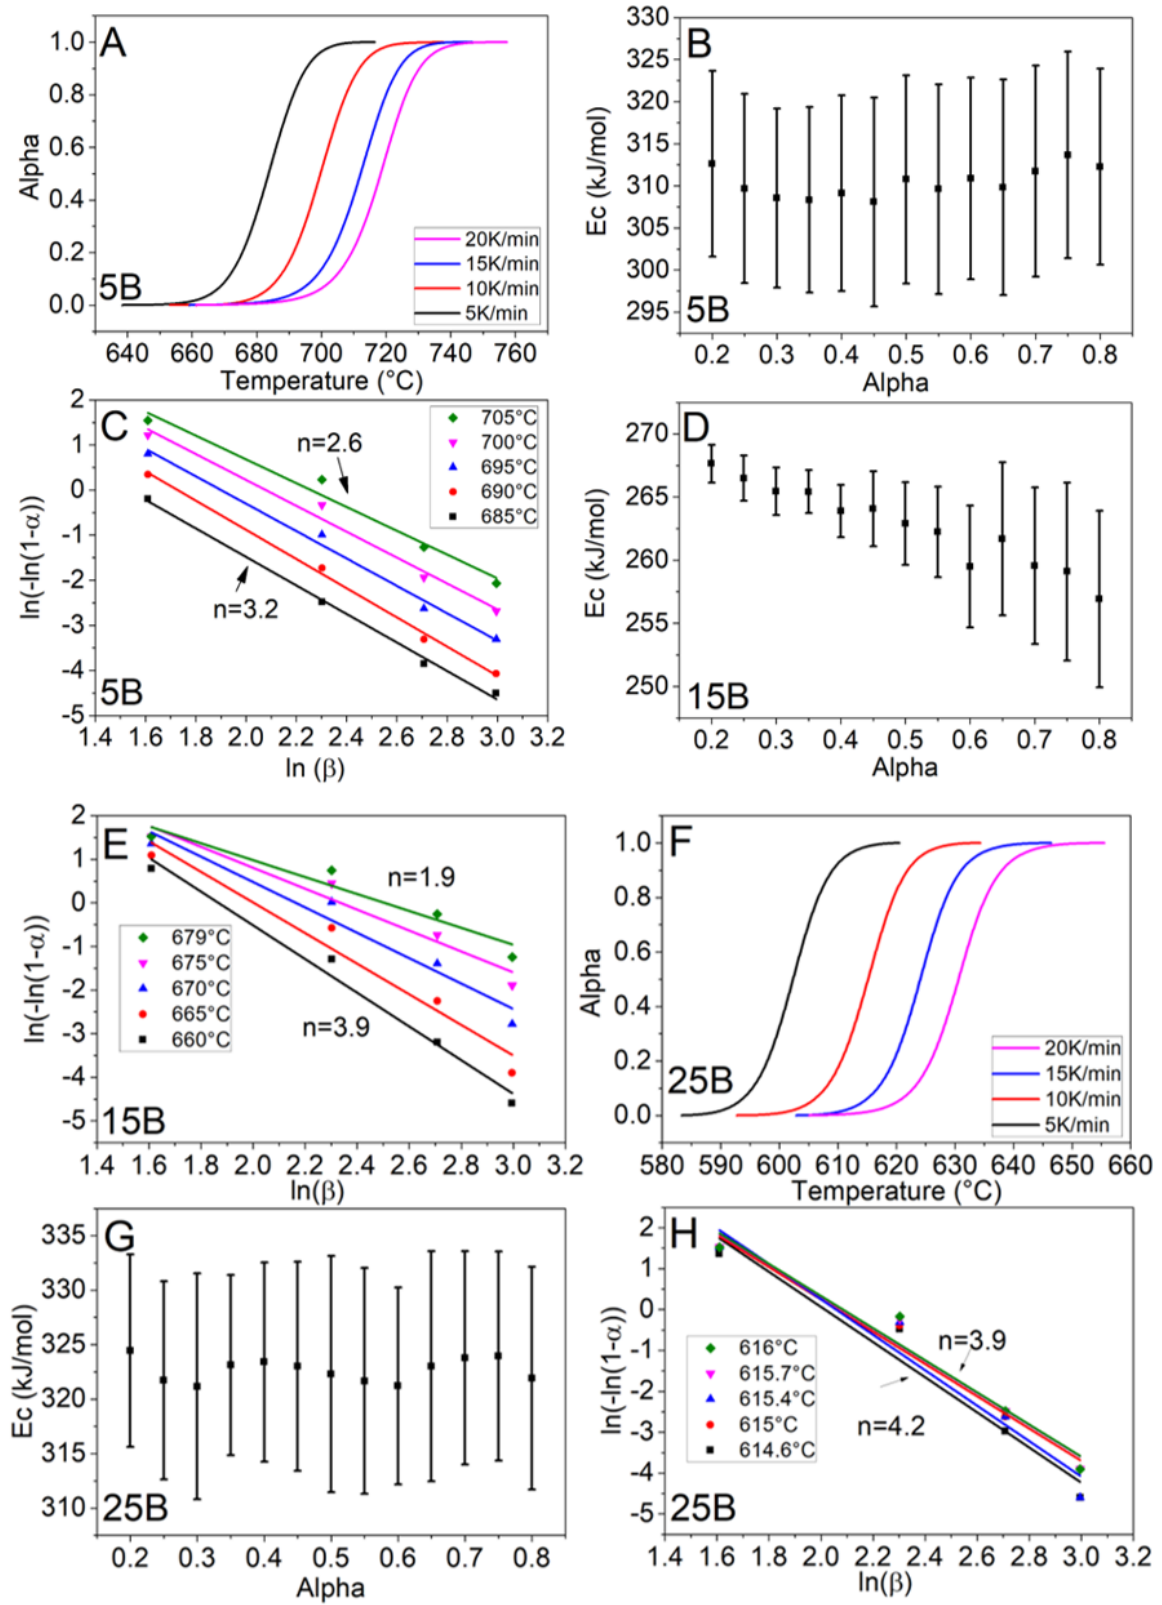 A
Alpha
1.0
0.8
0.6
0.4
0.2
0.0
5B
20K/min
15K/min
10K/min
5K/min
640 660 680 700 720 740 760
Temperature (°C)
B
Ec (kJ/mol)
330
325
320
315
310
305
300
295
5B
0.2 0.3 0.4 0.5 0.6 0.7 0.8
Alpha
C
ln(-ln(1-α))
2
1
0
-1
-2
-3
-4
-5
n=2.6
n=3.2
705°C
700°C
695°C
690°C
685°C
5B
1.4 1.6 1.8 2.0 2.2 2.4 2.6 2.8 3.0 3.2
ln (β)
D
Ec (kJ/mol)
270
265
260
255
250
15B
0.2 0.3 0.4 0.5 0.6 0.7 0.8
Alpha
E
ln(-ln(1-α))
2
1
0
-1
-2
-3
-4
-5
n=1.9
n=3.9
679°C
675°C
670°C
665°C
660°C
15B
1.4 1.6 1.8 2.0 2.2 2.4 2.6 2.8 3.0 3.2
ln(β)
F
Alpha
1.0
0.8
0.6
0.4
0.2
0.0
25B
20K/min
15K/min
10K/min
5K/min
580 590 600 610 620 630 640 650 660
Temperature (°C)
G
Ec (kJ/mol)
335
330
325
320
315
310
25B
0.2 0.3 0.4 0.5 0.6 0.7 0.8
Alpha
H
ln(-ln(1-α))
2
1
0
-1
-2
-3
-4
-5
n=3.9
n=4.2
616°C
615.7°C
615.4°C
615°C
614.6°C
25B
1.4 1.6 1.8 2.0 2.2 2.4 2.6 2.8 3.0 3.2
ln(β)